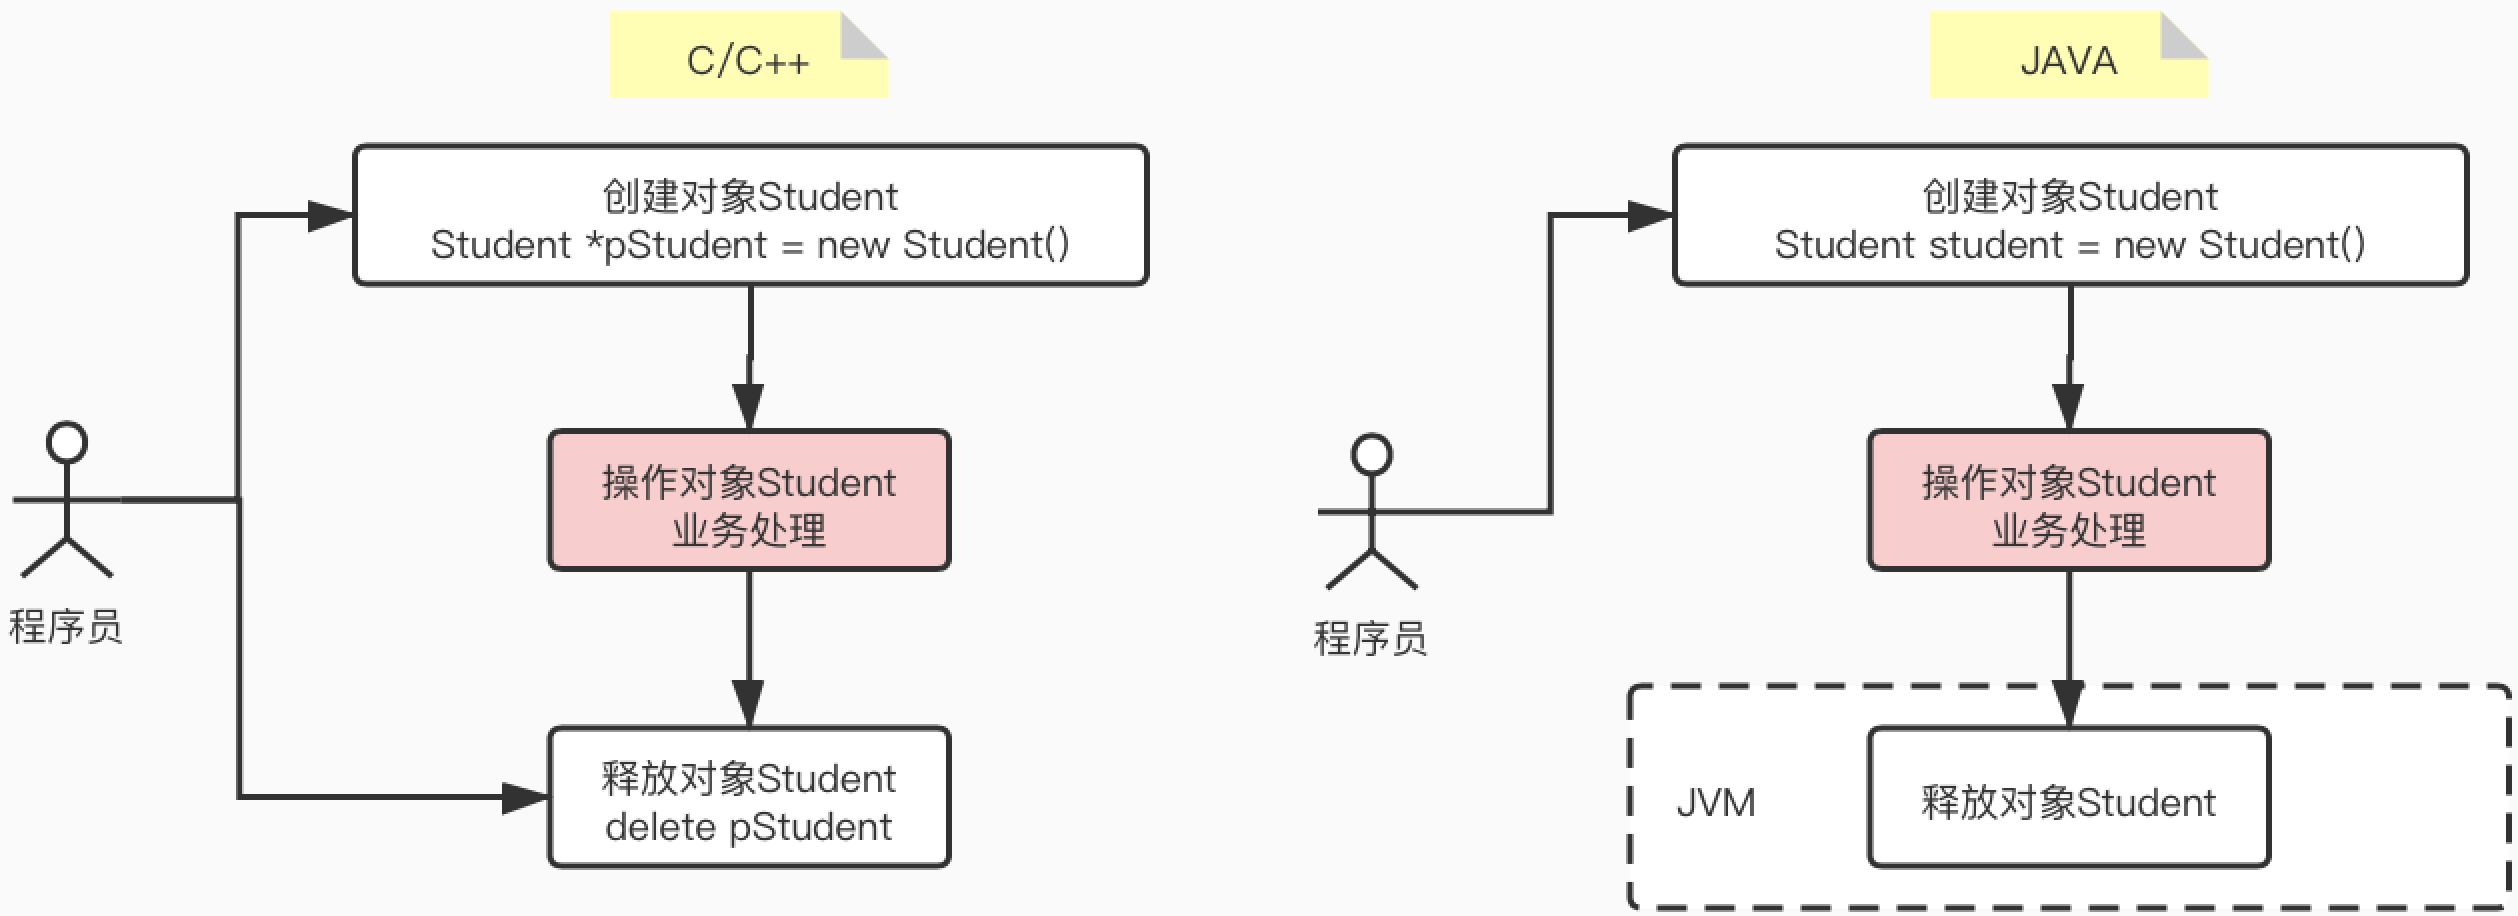 C/C++
创建对象Student
Student *pStudent = new Student()
操作对象Student
业务处理
程序员
释放对象Student
delete pStudent
JAVA
创建对象Student
Student student = new Student()
操作对象Student
业务处理
程序员
JVM
释放对象Student